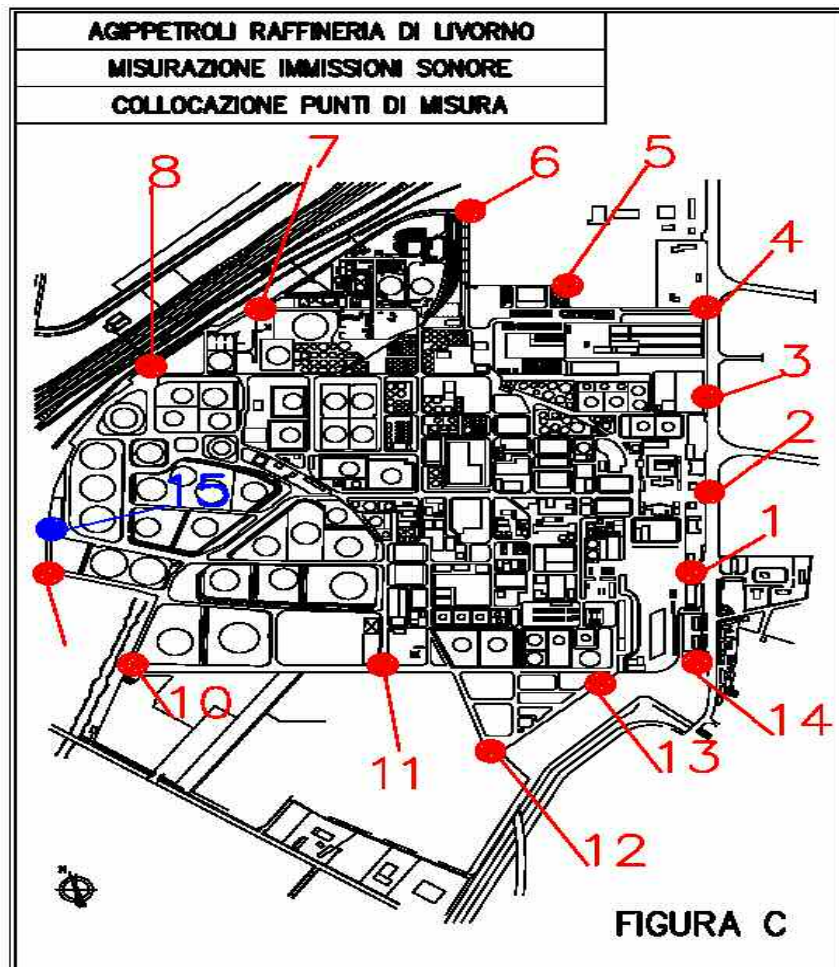 AGIPPETROLI RAFFINERIA DI LIVORNO
MISURAZIONE IMMISSIONI SONORE
COLLOCAZIONE PUNTI DI MISURA
6
5
7
8
4
3
2
15
1
10
14
11
13
12
N
FIGURA C